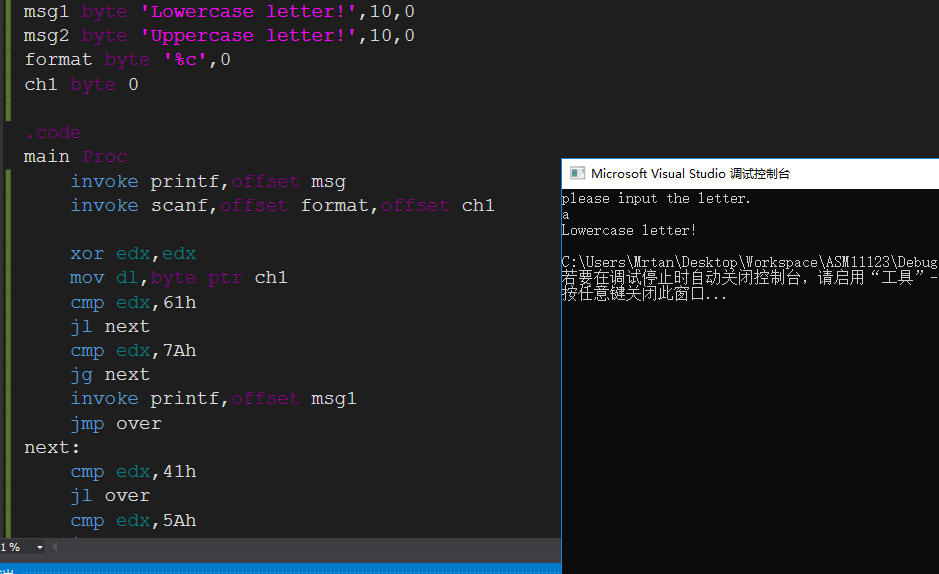 msg1 byte 'Lowercase letter!',10,0
msg2 byte 'Uppercase letter!',10,0
format byte '%c',0
ch1 byte 0
.code
main Proc
invoke printf,offset msg
invoke scanf,offset format,offset ch1
xor edx,edx
mov dl,byte ptr ch1
cmp edx,61h
jl next
cmp edx,7Ah
jg next
invoke printf,offset msg1
jmp over
next:
cmp edx,41h
jl over
cmp edx,5Ah
1 %
Microsoft Visual Studio 调试控制台
please input the letter.
a
Lowercase letter!
C:\Users\Mrtan\Desktop\Workspace\ASM11123\Debug
若要在调试停止时自动关闭控制台，请启用“工具”-
按任意键关闭此窗口...